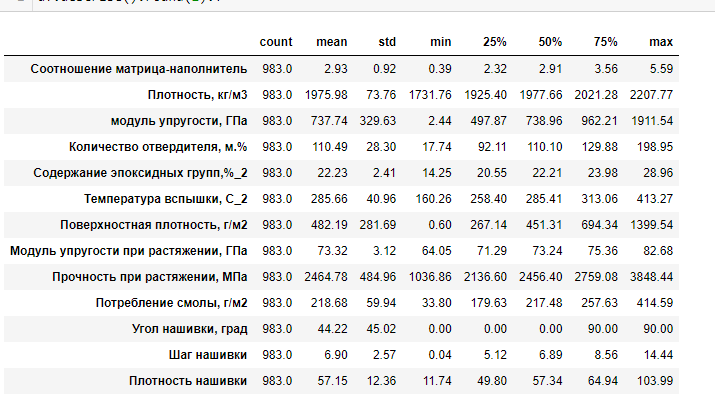 count mean std min 25% 50% 75% max
Соотношение матрица-наполнитель 983.0 2.93 0.92 0.39 2.32 2.91 3.56 5.59
Плотность, кг/м3 983.0 1975.98 73.76 1731.76 1925.40 1977.66 2021.28 2207.77
модуль упругости, ГПа 983.0 737.74 329.63 2.44 497.87 738.96 962.21 1911.54
Количество отвердителя, м.% 983.0 110.49 28.30 17.74 92.11 110.10 129.88 198.95
Содержание эпоксидных групп,%_2 983.0 22.23 2.41 14.25 20.55 22.21 23.98 28.96
Температура вспышки, С_2 983.0 285.66 40.96 160.26 258.40 285.41 313.06 413.27
Поверхностная плотность, г/м2 983.0 482.19 281.69 0.60 267.14 451.31 694.34 1399.54
Модуль упругости при растяжении, ГПа 983.0 73.32 3.12 64.05 71.29 73.24 75.36 82.68
Прочность при растяжении, МПа 983.0 2464.78 484.96 1036.86 2136.60 2456.40 2759.08 3848.44
Потребление смолы, г/м2 983.0 218.68 59.94 33.80 179.63 217.48 257.63 414.59
Угол нашивки, град 983.0 44.22 45.02 0.00 0.00 0.00 90.00 90.00
Шаг нашивки 983.0 6.90 2.57 0.04 5.12 6.89 8.56 14.44
Плотность нашивки 983.0 57.15 12.36 11.74 49.80 57.34 64.94 103.99